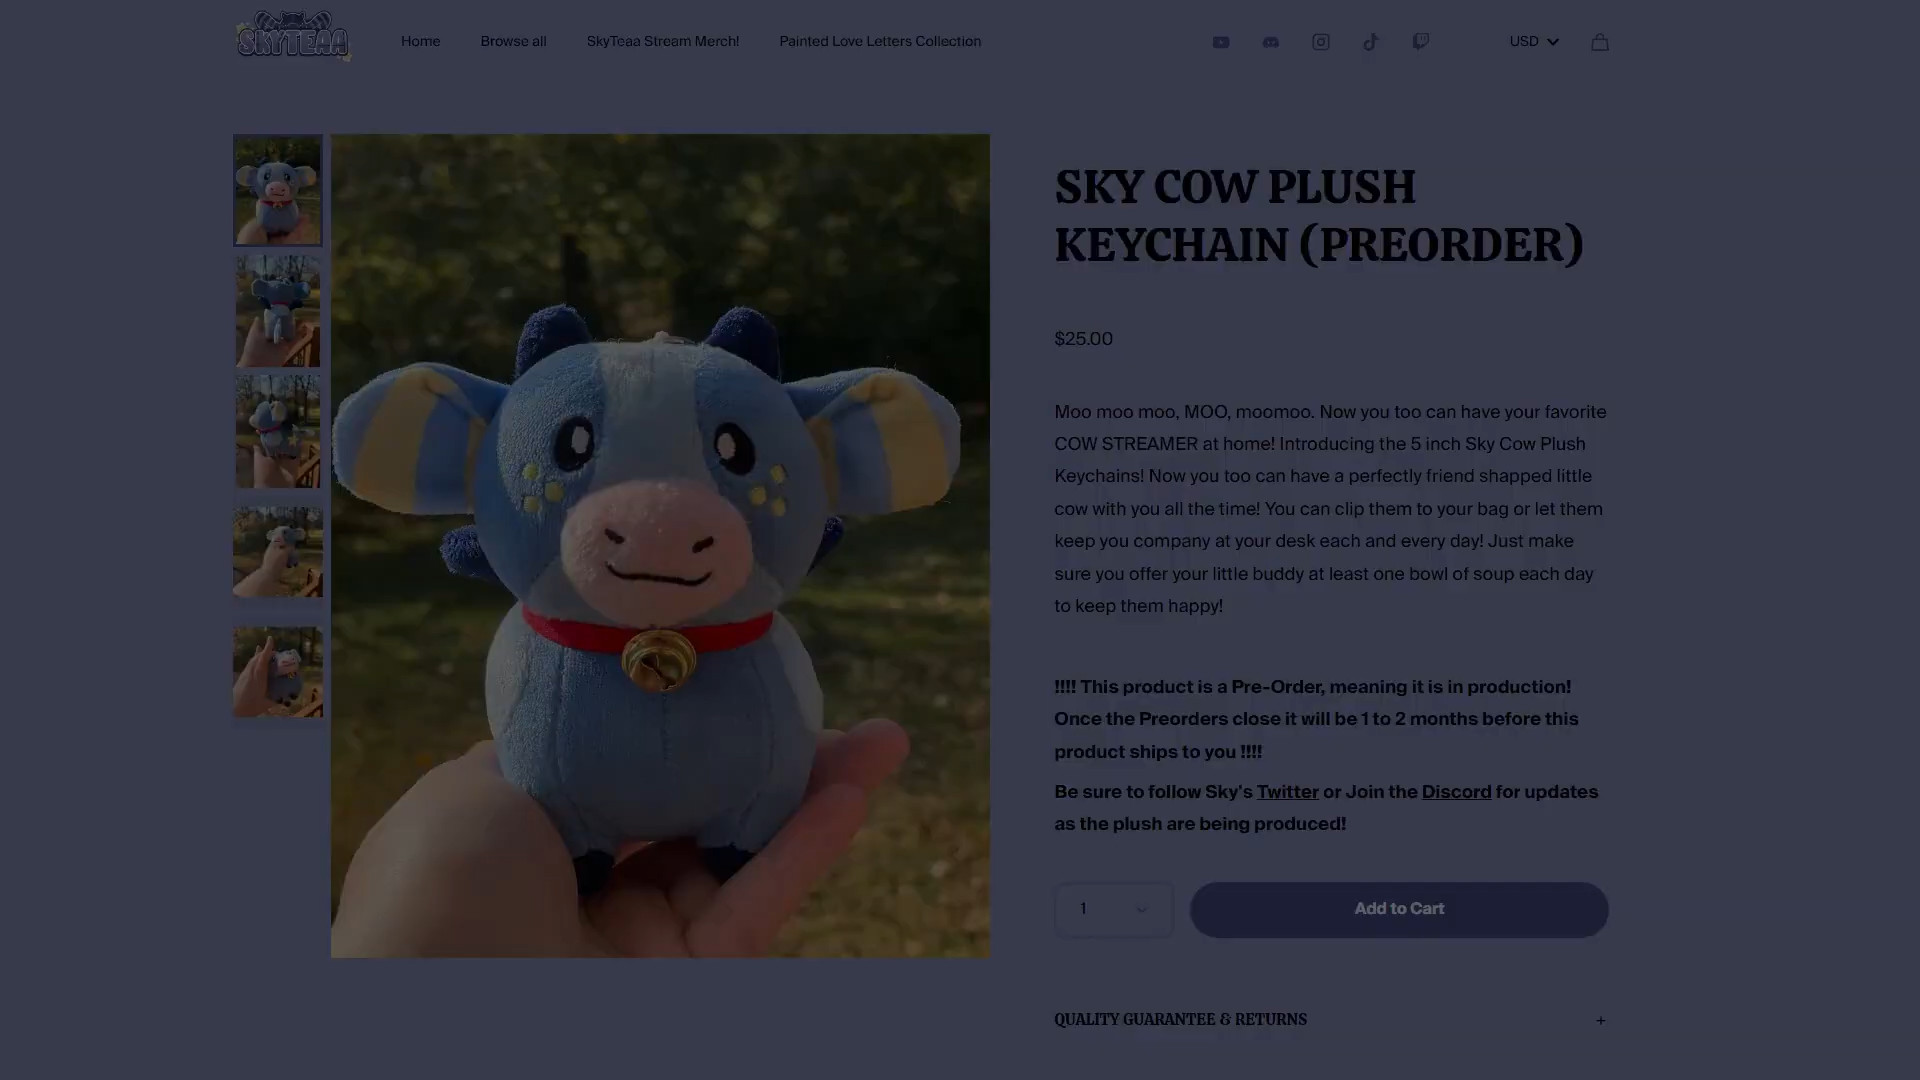 SKYTEAA
Home
Browse all
SkyTeaa Stream Merch!
Painted Love Letters Collection
USD
SKY COW PLUSH
KEYCHAIN (PREORDER)
$25.00
Moo moo moo, MOO, moomoo. Now you too can have your favorite
COW STREAMER at home! Introducing the 5 inch Sky Cow Plush
Keychains! Now you too can have a perfectly friend shapped little
cow with you all the time! You can clip them to your bag or let them
keep you company at your desk each and every day! Just make
sure you offer your little buddy at least one bowl of soup each day
to keep them happy!
!!!! This product is a Pre-Order, meaning it is in production!
Once the Preorders close it will be 1 to 2 months before this
product ships to you !!!!
Be sure to follow Sky's Twitter or Join the Discord for updates
as the plush are being produced!
1
Add to Cart
QUALITY GUARANTEE & RETURNS
+